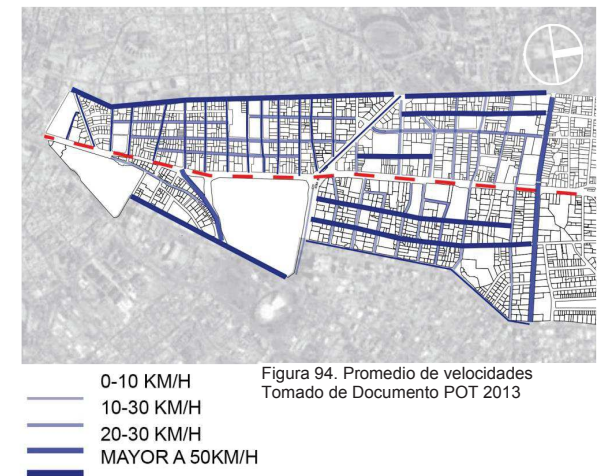 0-10 KM/H
10-30 KM/H
20-30 KM/H
MAYOR A 50KM/H
Figura 94. Promedio de velocidades
Tomado de Documento POT 2013